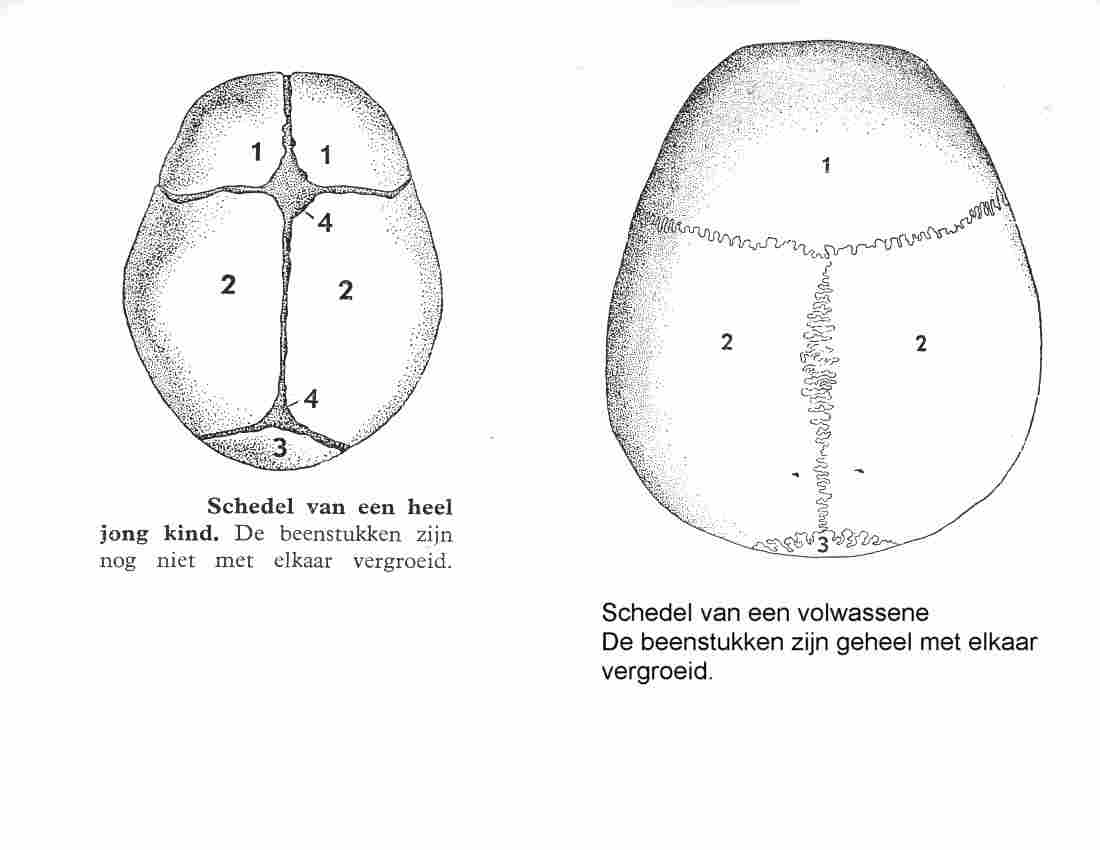 1 1
4
2 2
4
3
Schedel van een heel
jong kind. De beenstukken zijn
nog niet met elkaar vergroeid.
1
2 2
3
Schedel van een volwassene
De beenstukken zijn geheel met elkaar
vergroeid.